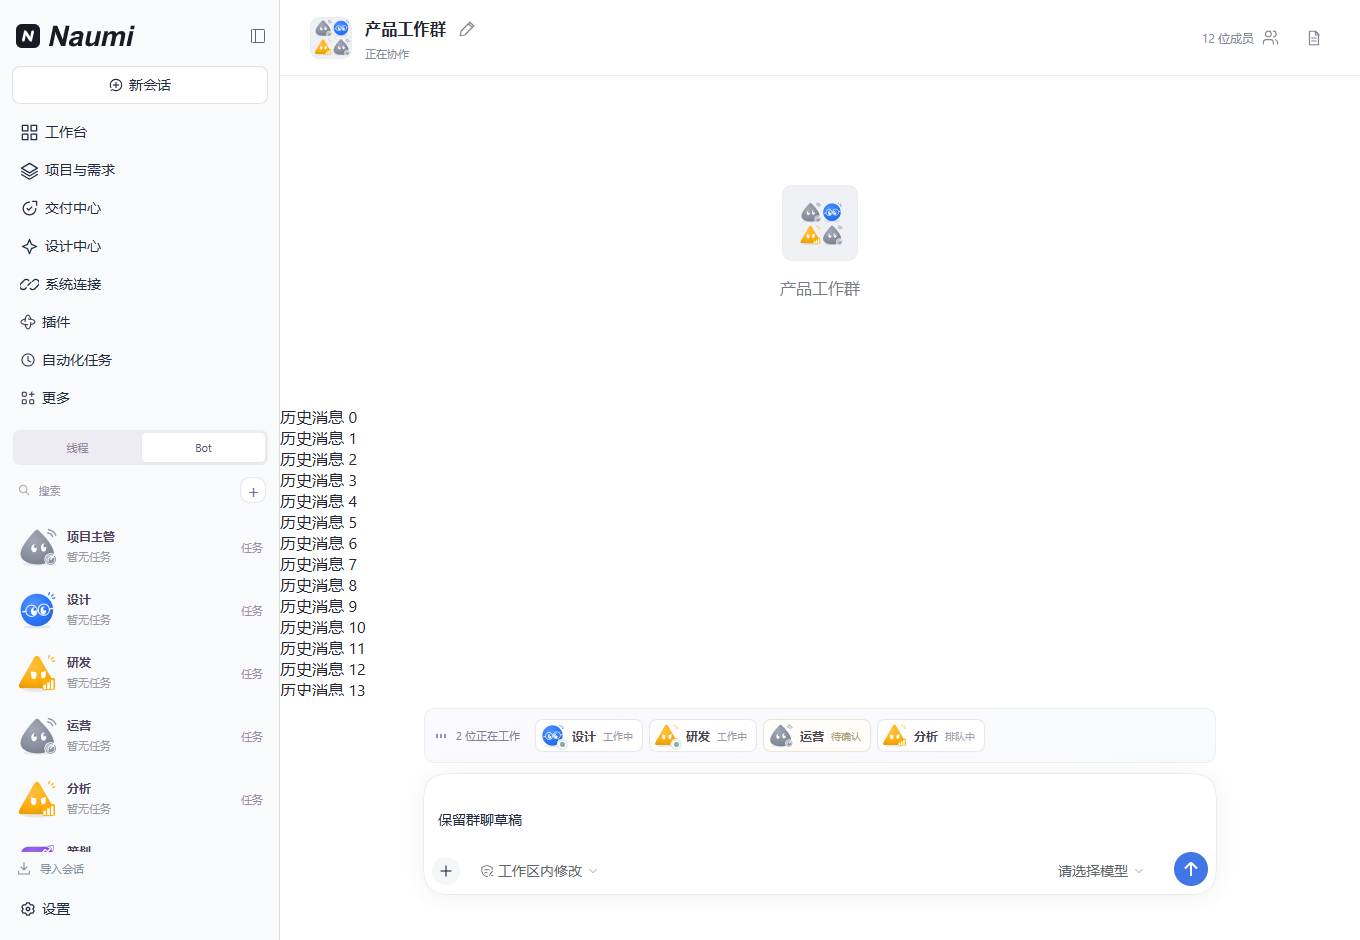 Naumi
新会话
工作台
项目与需求
交付中心
设计中心
系统连接
插件
自动化任务
更多
线程
Bot
搜索
项目主管
暂无任务
任务
设计
暂无任务
任务
研发
暂无任务
任务
运营
暂无任务
任务
分析
暂无任务
任务
策划
导入会话
设置
产品工作群
正在协作
12 位成员
产品工作群
历史消息 0
历史消息 1
历史消息 2
历史消息 3
历史消息 4
历史消息 5
历史消息 6
历史消息 7
历史消息 8
历史消息 9
历史消息 10
历史消息 11
历史消息 12
历史消息 13
2 位正在工作
设计 工作中
研发 工作中
运营 待确认
分析 排队中
保留群聊草稿
工作区内修改
请选择模型